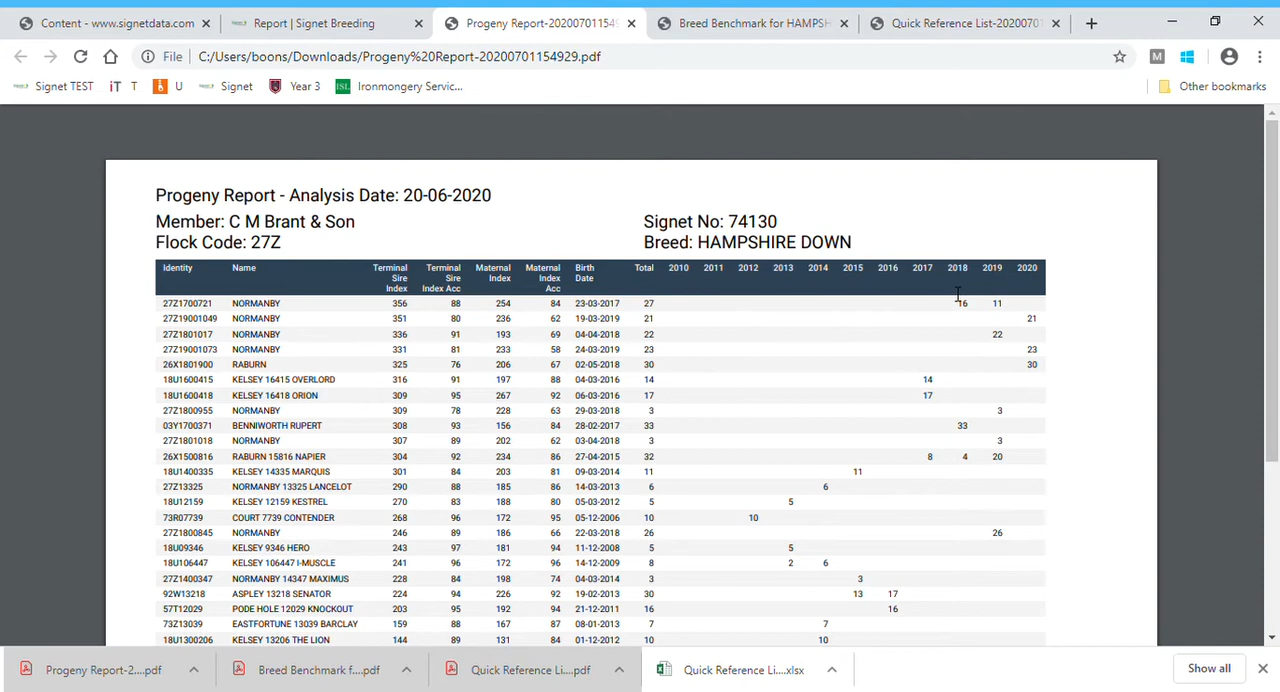 Content - www.signetdata.com
Report | Signet Breeding
Progeny Report-202007011549
Breed Benchmark for HAMPSH
Quick Reference List-2020070
File
C:/Users/boons/Downloads/Progeny%20Report-20200701154929.pdf
M
Signet TEST
iT T
U
Signet
Year 3
ISL Ironmongery Servic...
Other bookmarks
Progeny Report - Analysis Date: 20-06-2020
Member: C M Brant & Son Signet No: 74130
Flock Code: 27Z Breed: HAMPSHIRE DOWN
Identity Name Terminal Sire Index Terminal Sire Index Acc Maternal Index Maternal Index Acc Birth Date Total 2010 2011 2012 2013 2014 2015 2016 2017 2018 2019 2020
27Z1700721 NORMANBY 356 88 254 84 23-03-2017 27 16 11
27Z19001049 NORMANBY 351 80 236 62 19-03-2019 21 21
27Z1801017 NORMANBY 336 91 193 69 04-04-2018 22 22
27Z19001073 NORMANBY 331 81 233 58 24-03-2019 23 23
26X1801900 RABURN 325 76 206 67 02-05-2018 30 30
18U1600415 KELSEY 16415 OVERLORD 316 91 197 88 04-03-2016 14 14
18U1600418 KELSEY 16418 ORION 309 95 267 92 06-03-2016 17 17
27Z1800955 NORMANBY 309 78 228 63 29-03-2018 3 3
03Y1700371 BENNIWORTH RUPERT 308 93 156 84 28-02-2017 33 33
27Z1801018 NORMANBY 307 89 202 62 03-04-2018 3 3
26X1500816 RABURN 15816 NAPIER 304 92 234 86 27-04-2015 32 8 4 20
18U1400335 KELSEY 14335 MARQUIS 301 84 203 81 09-03-2014 11 11
27Z13325 NORMANBY 13325 LANCELOT 290 88 185 86 14-03-2013 6 6
18U12159 KELSEY 12159 KESTREL 270 83 188 80 05-03-2012 5 5
73R07739 COURT 7739 CONTENDER 268 96 172 95 05-12-2006 10 10
27Z1800845 NORMANBY 246 89 186 66 22-03-2018 26 26
18U09346 KELSEY 9346 HERO 243 97 181 94 11-12-2008 5 5
18U106447 KELSEY 106447 I-MUSCLE 241 96 172 96 14-12-2009 8 2 6
27Z1400347 NORMANBY 14347 MAXIMUS 228 84 198 74 04-03-2014 3 3
92W13218 ASPLEY 13218 SENATOR 224 94 226 92 19-02-2013 30 13 17
57T12029 PODE HOLE 12029 KNOCKOUT 203 95 192 94 21-12-2011 16 16
73Z13039 EASTFORTUNE 13039 BARCLAY 159 88 167 87 08-01-2013 7 7
18U1300206 KELSEY 13206 THE LION 144 89 131 84 01-12-2012 10 10
Progeny Report-2....pdf
Breed Benchmark f....pdf
Quick Reference Li....pdf
Quick Reference Li....xlsx
Show all